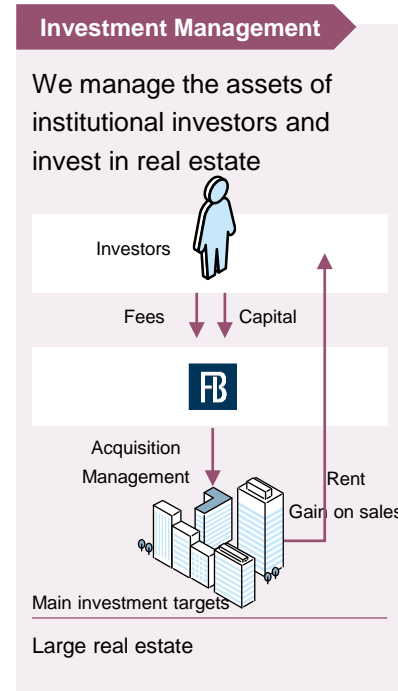 Investment Management
We manage the assets of
institutional investors and
invest in real estate
Investors
Fees
Capital
FB
Acquisition
Management
Rent
Gain on sales
Main investment targets
Large real estate